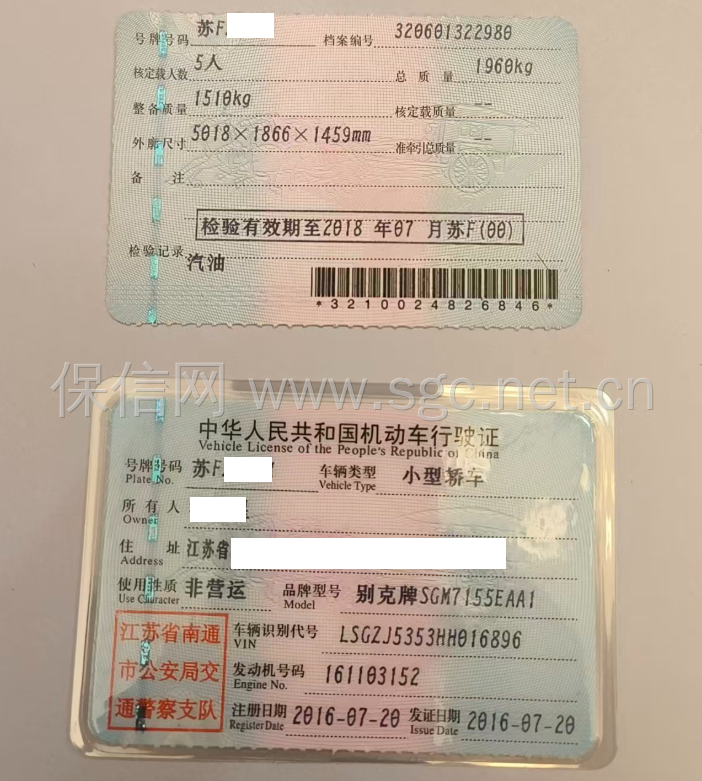 号牌号码 苏F 档案编号 320601322980
核定载人数 5人 总质量 1960kg
整备质量 1510kg 核定载质量 --
外廓尺寸 5018×1866×1459mm 准牵引总质量 --
备注
检验有效期至2018 年07 月苏F(00)
检验记录 汽油
*3210024826846*
保信网 www.sgc.net.cn
中华人民共和国机动车行驶证
Vehicle License of the People's Republic of China
号牌号码 苏F 车辆类型 小型轿车
Plate No. Vehicle Type
所有人
Owner
住址 江苏省
Address
使用性质 非营运 品牌型号 别克牌SGM7155EAA1
Use Character Model
江苏省南通 车辆识别代号 LSGZJ5353HH016896
VIN
市公安局交 发动机号码 161103152
Engine No.
通警察支队 注册日期 2016-07-20 发证日期 2016-07-20
Register Date Issue Date